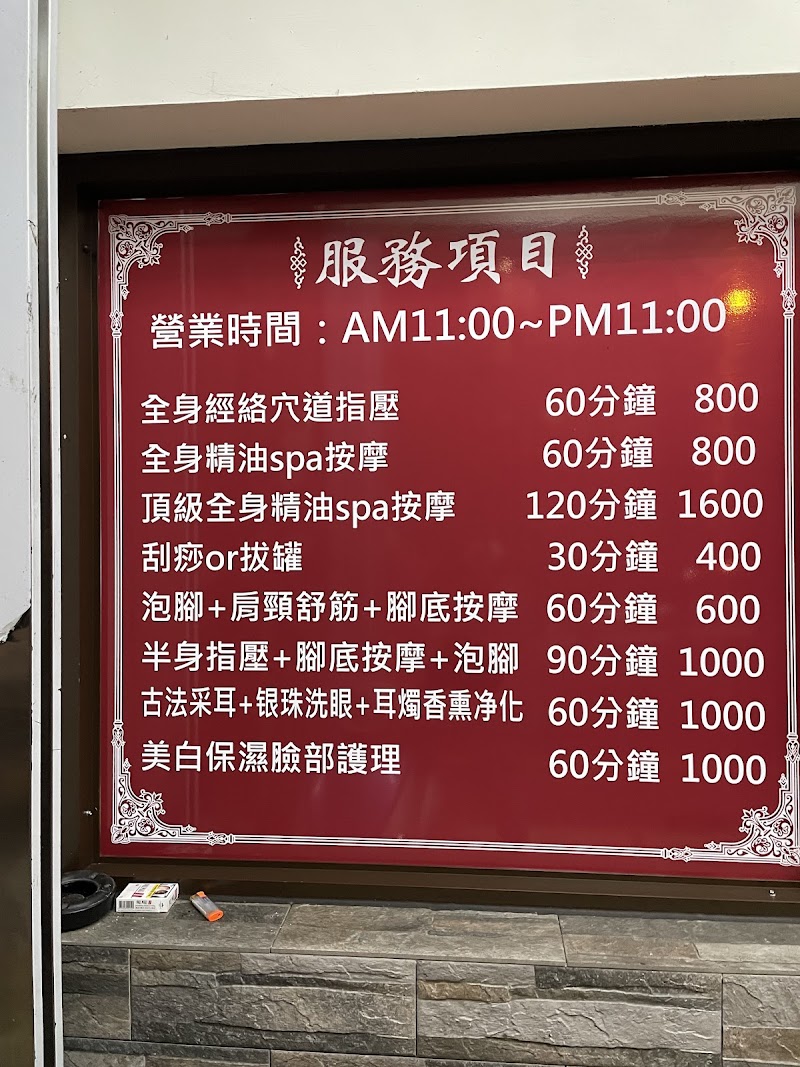 服務項目
營業時間：AM11:00~PM11:00
全身經絡穴道指壓 60分鐘 800
全身精油spa按摩 60分鐘 800
頂級全身精油spa按摩 120分鐘 1600
刮痧or拔罐 30分鐘 400
泡腳+肩頸舒筋+腳底按摩 60分鐘 600
半身指壓+腳底按摩+泡腳 90分鐘 1000
古法采耳+银珠洗眼+耳燭香熏净化 60分鐘 1000
美白保濕臉部護理 60分鐘 1000